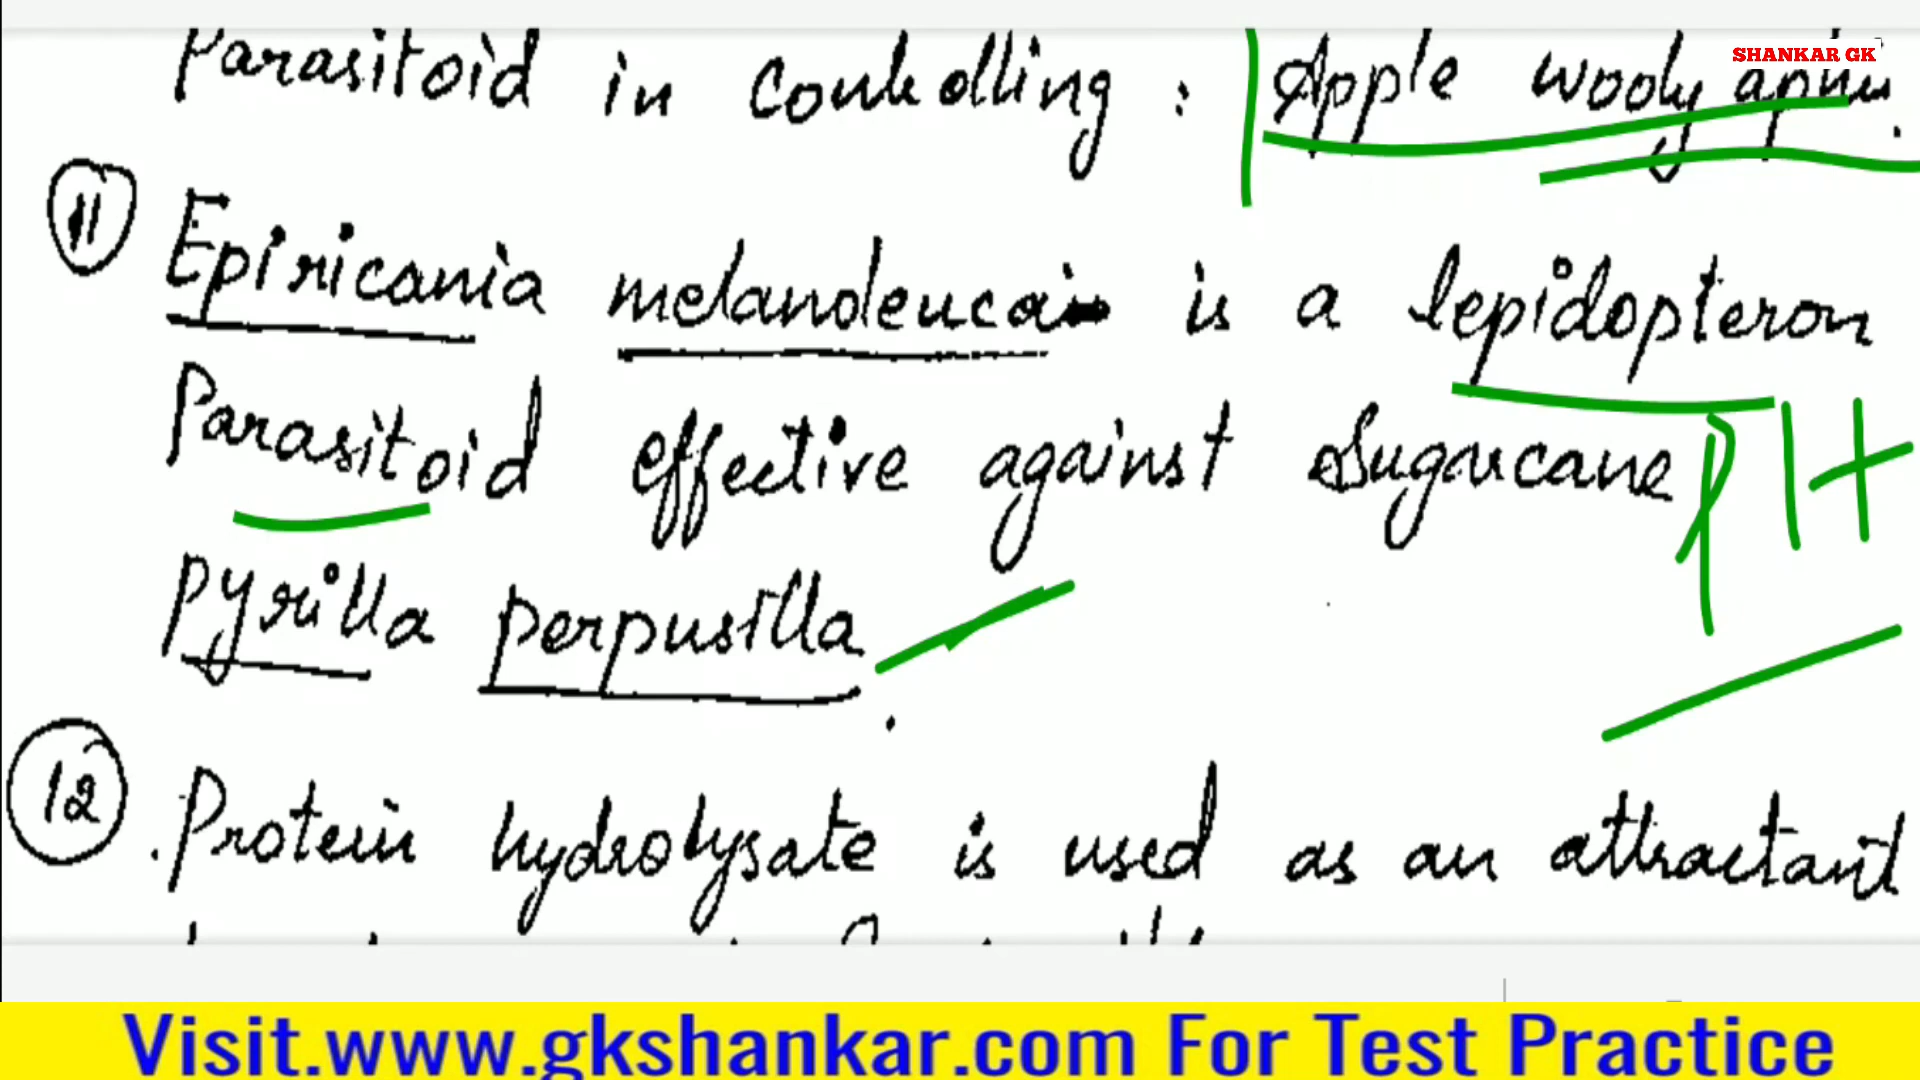 SHANKAR GK
Parasitoid in controlling : Apple wooly aphid.
11 Epiricania melanoleuca is a lepidopteron
Parasitoid effective against Sugarcane
pyrilla perpusilla.
12. Protein hydrolysate is used as an attractant
Visit.www.gkshankar.com For Test Practice